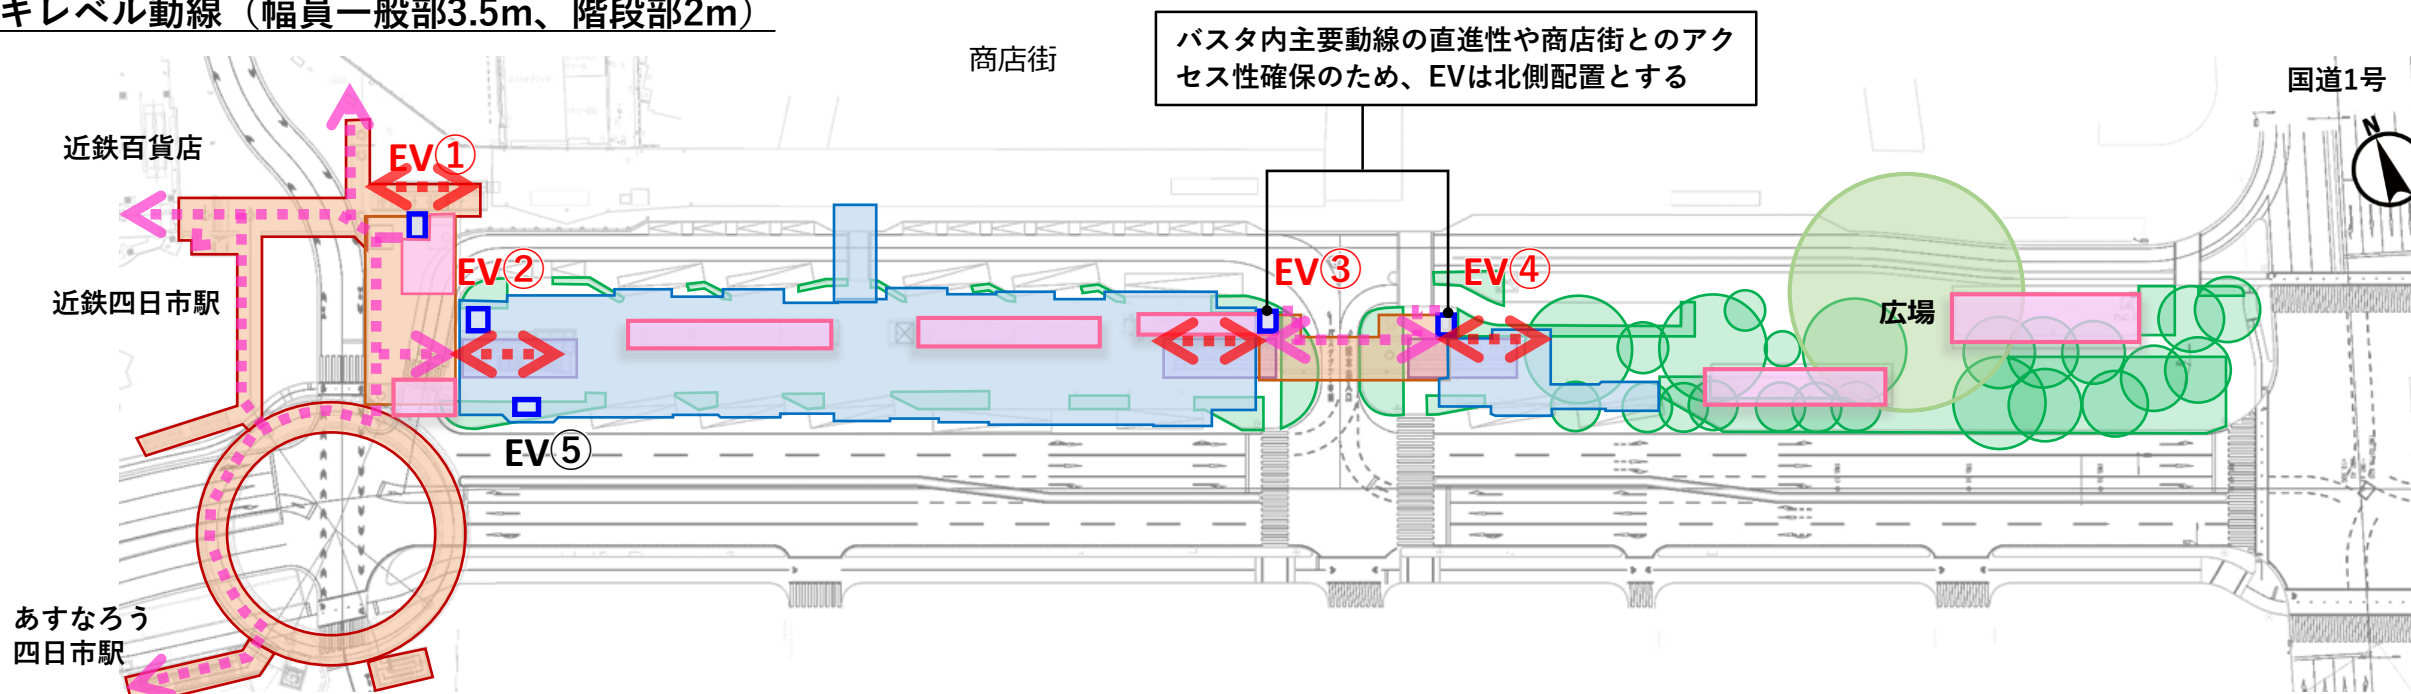 キレベル動線（幅員一般部3.5m、階段部2m）
商店街
バスタ内主要動線の直進性や商店街とのアク
セス性確保のため、EVは北側配置とする
国道1号
N
近鉄百貨店
EV①
EV②
EV③
EV④
近鉄四日市駅
広場
EV⑤
あすなろう
四日市駅